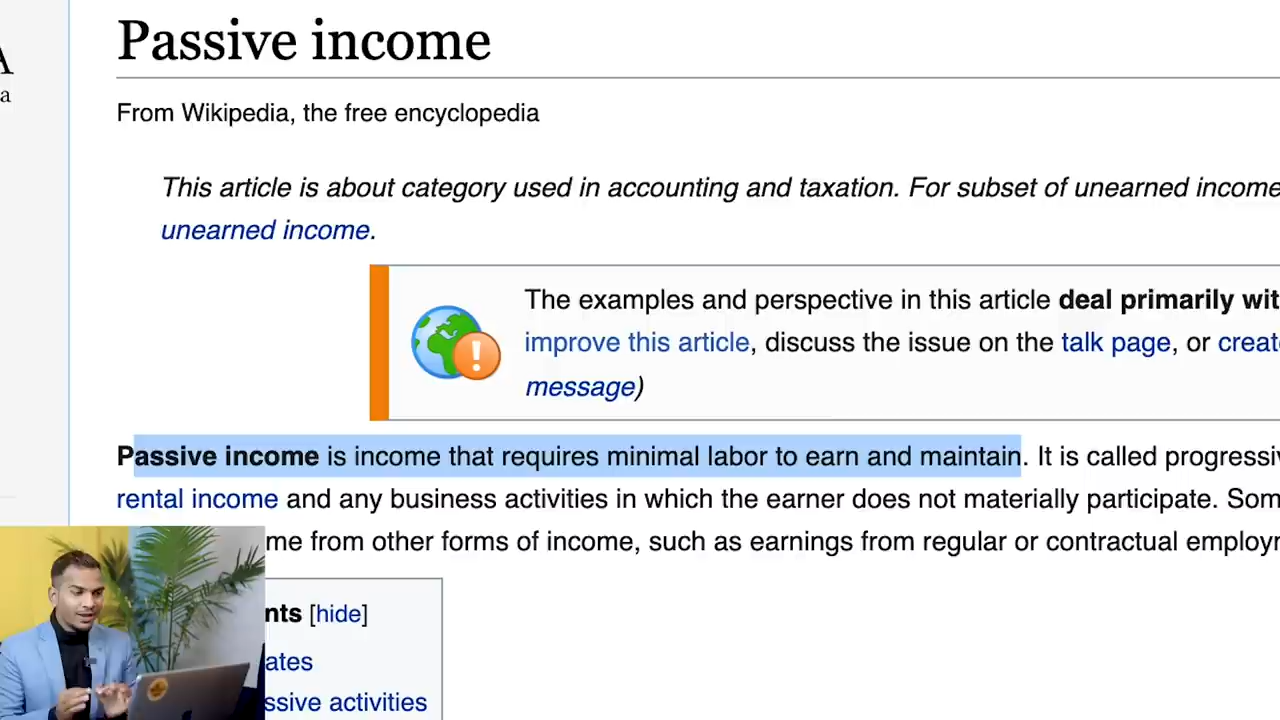 A
a
Passive income
From Wikipedia, the free encyclopedia
This article is about category used in accounting and taxation. For subset of unearned income
unearned income.
The examples and perspective in this article deal primarily wit
improve this article, discuss the issue on the talk page, or creat
message)
Passive income is income that requires minimal labor to earn and maintain. It is called progressiv
rental income and any business activities in which the earner does not materially participate. Som
me from other forms of income, such as earnings from regular or contractual employr
nts [hide]
ates
ssive activities